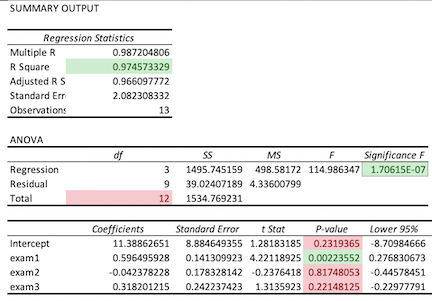 SUMMARY OUTPUT
Regression Statistics
Multiple R 0.987204806
R Square 0.974573329
Adjusted R S 0.966097772
Standard Err 2.082308332
Observations 13
ANOVA
df SS MS F Significance F
Regression 3 1495.745159 498.58172 114.986347 1.70615E-07
Residual 9 39.02407189 4.33600799
Total 12 1534.769231
Coefficients Standard Error t Stat P-value Lower 95%
Intercept 11.38862651 8.884649355 1.28183185 0.2319365 -8.70984666
exam1 0.596495928 0.141309923 4.22118925 0.00223552 0.276830673
exam2 -0.042378228 0.178328142 -0.2376418 0.81748053 -0.44578451
exam3 0.318201215 0.242237423 1.3135923 0.22148125 -0.22977791